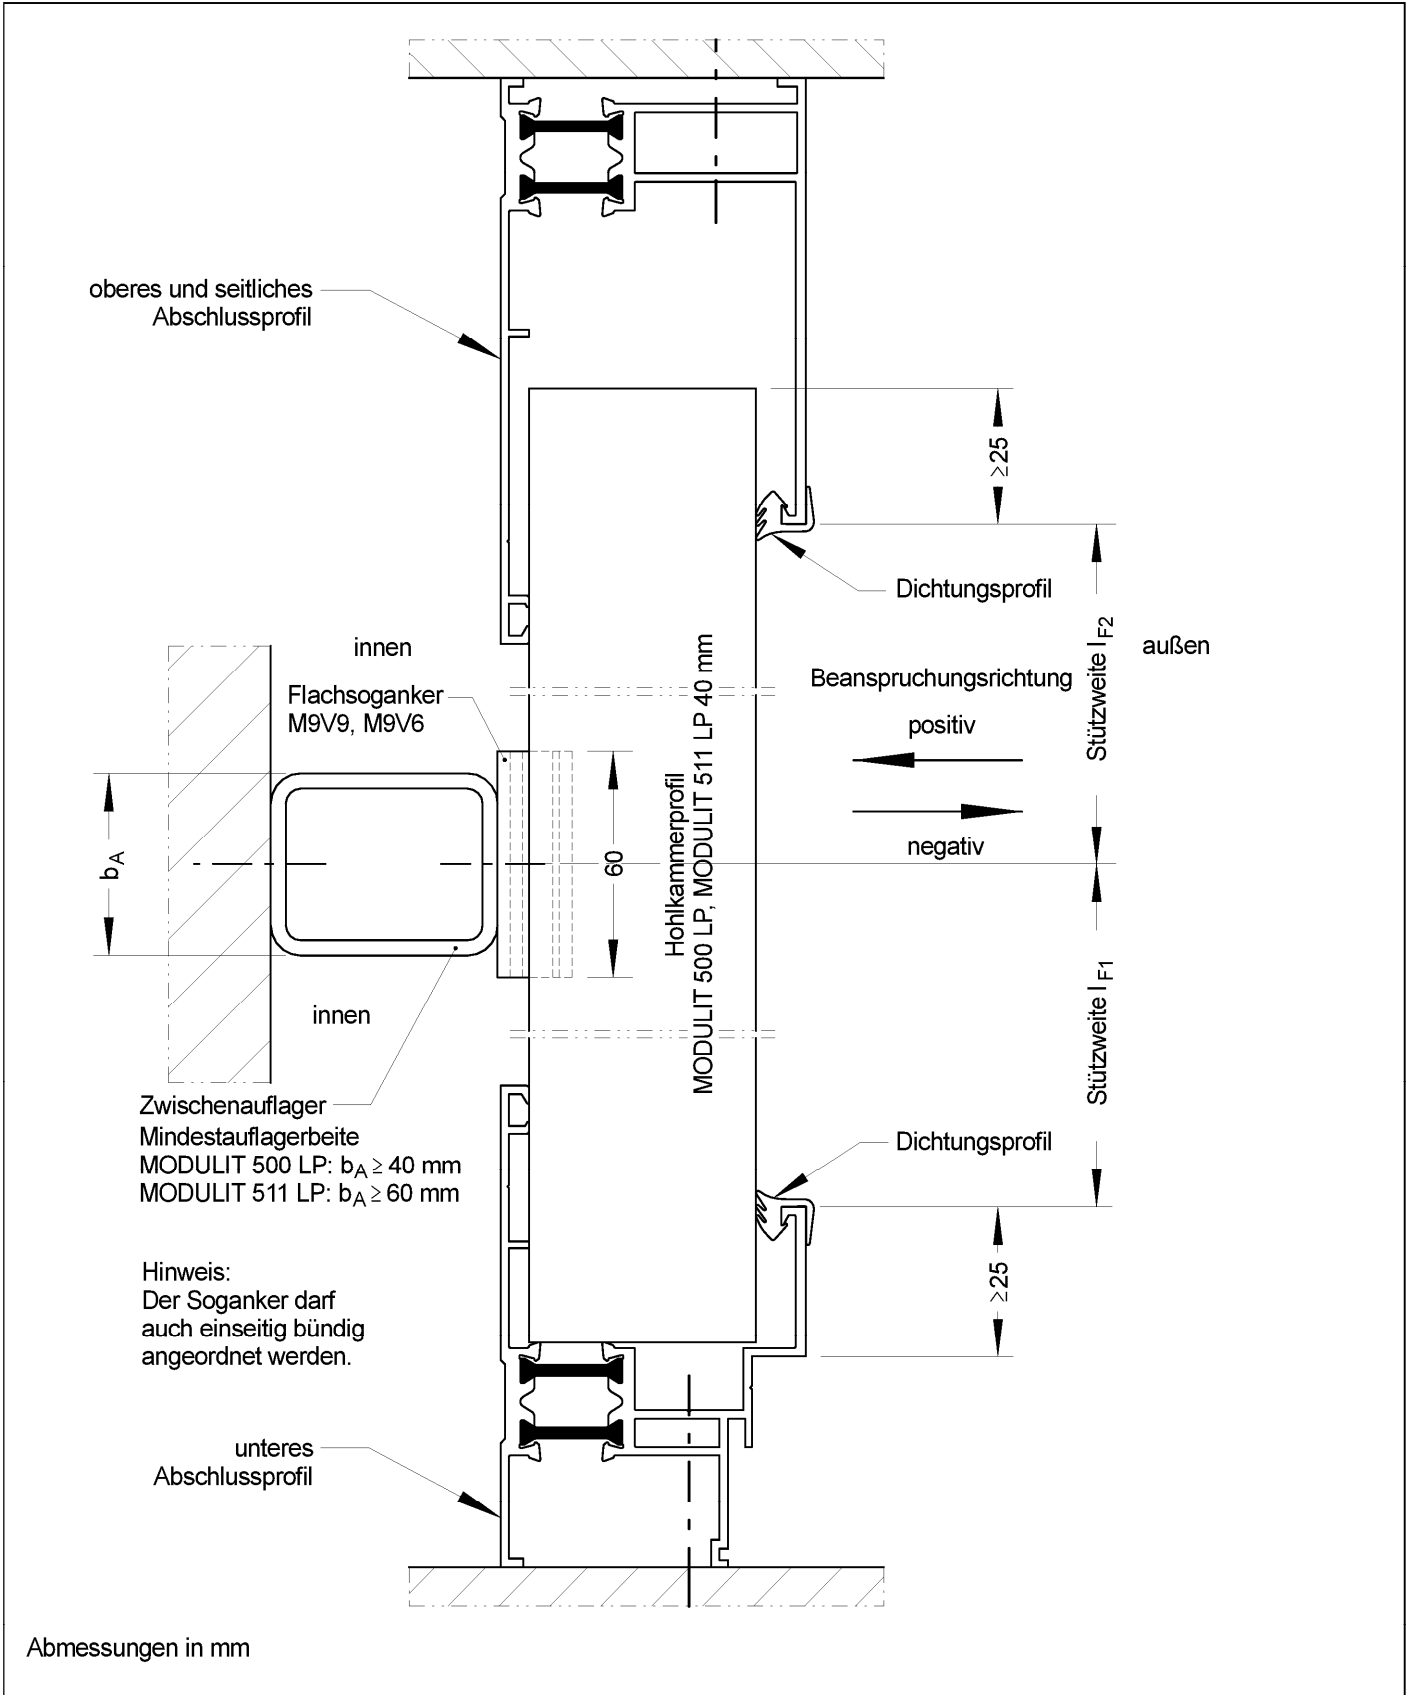 oberes und seitliches
Abschlussprofil
≥25
Dichtungsprofil
außen
innen
Beanspruchungsrichtung
Stützweite l F2
Flachsoganker
M9V9, M9V6
positiv
negativ
b A
60
Hohlkammerprofil
MODULIT 500 LP, MODULIT 511 LP 40 mm
innen
Stützweite l F1
Zwischenauflager
Mindestauflagerbeite
MODULIT 500 LP: b A ≥ 40 mm
MODULIT 511 LP: b A ≥ 60 mm
Dichtungsprofil
≥25
Hinweis:
Der Soganker darf
auch einseitig bündig
angeordnet werden.
unteres
Abschlussprofil
Abmessungen in mm